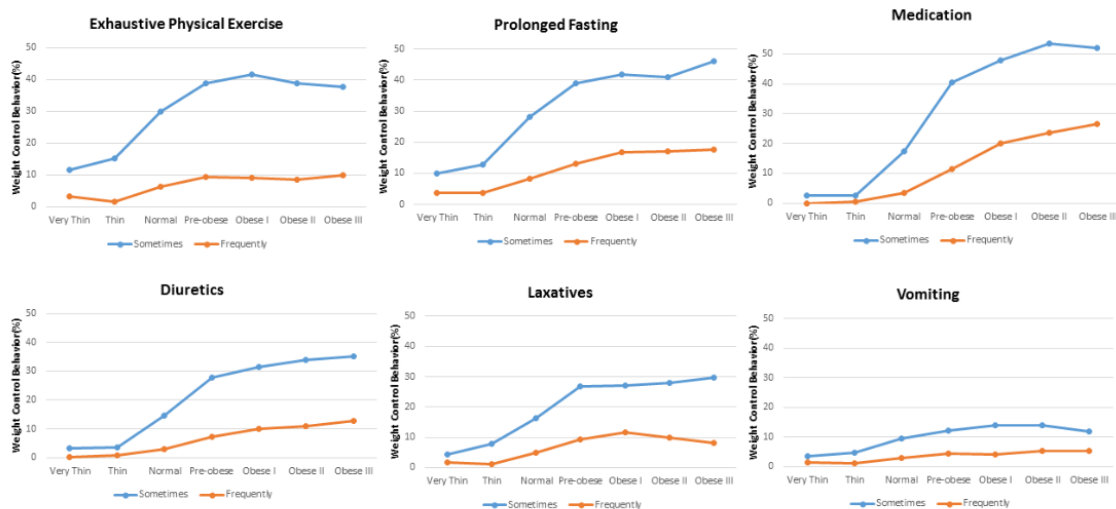 Exhaustive Physical Exercise
Weight Control Behavior(%)
50
40
30
20
10
0
Very Thin Thin Normal Pre-obese Obese I Obese II Obese III
Sometimes Frequently
Prolonged Fasting
Weight Control Behavior(%)
50
40
30
20
10
0
Very Thin Thin Normal Pre-obese Obese I Obese II Obese III
Sometimes Frequently
Medication
Weight Control Behavior(%)
50
40
30
20
10
0
Very Thin Thin Normal Pre-obese Obese I Obese II Obese III
Sometimes Frequently
Diuretics
Weight Control Behavior(%)
50
40
30
20
10
0
Very Thin Thin Normal Pre-obese Obese I Obese II Obese III
Sometimes Frequently
Laxatives
Weight Control Behavior(%)
50
40
30
20
10
0
Very Thin Thin Normal Pre-obese Obese I Obese II Obese III
Sometimes Frequently
Vomiting
Weight Control Behavior(%)
50
40
30
20
10
0
Very Thin Thin Normal Pre-obese Obese I Obese II Obese III
Sometimes Frequently